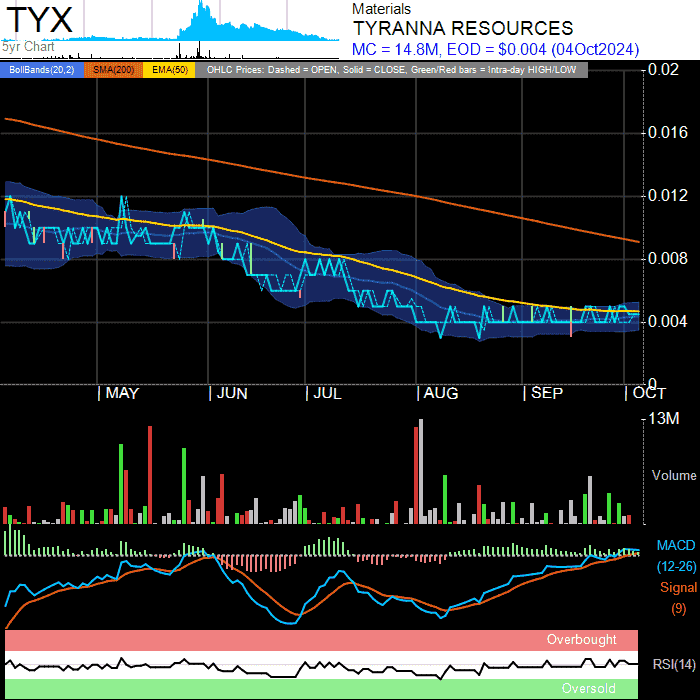 TYX
5yr Chart
Materials
TYRANNA RESOURCES
MC = 14.8M, EOD = $0.004 (04Oct2024)
BollBands(20,2) SMA(200) EMA(50) OHLC Prices: Dashed = OPEN, Solid = CLOSE, Green/Red bars = Intra-day HIGH/LOW
0.02
0.016
0.012
0.008
0.004
0
MAY JUN JUL AUG SEP OCT
13M
Volume
MACD
(12-26)
Signal
(9)
Overbought
RSI(14)
Oversold